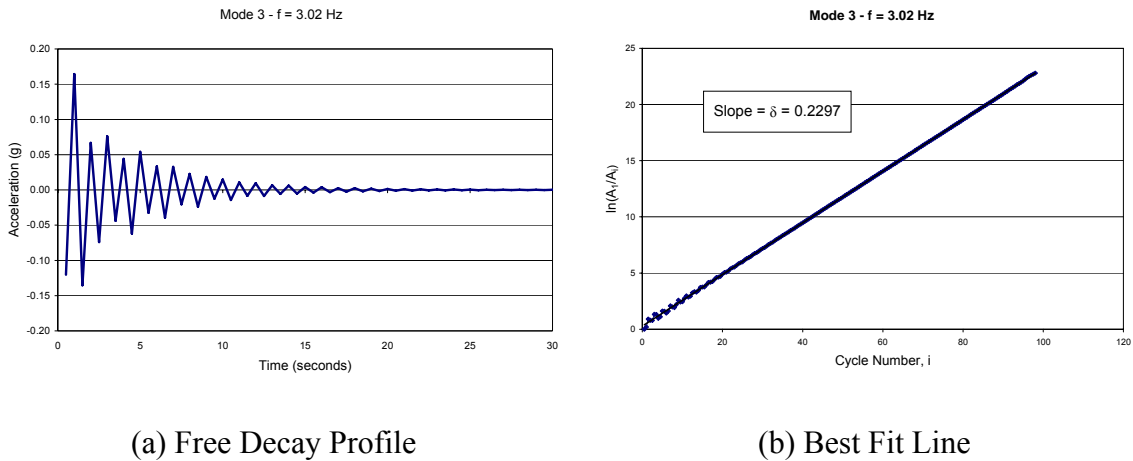 Mode 3 - f = 3.02 Hz
0.20
0.15
0.10
0.05
0.00
-0.05
-0.10
-0.15
-0.20
Acceleration (g)
0 5 10 15 20 25 30
Time (seconds)
(a) Free Decay Profile
Mode 3 - f = 3.02 Hz
25
20
15
10
5
0
ln(A1/Ai)
Slope = δ = 0.2297
0 20 40 60 80 100 120
Cycle Number, i
(b) Best Fit Line